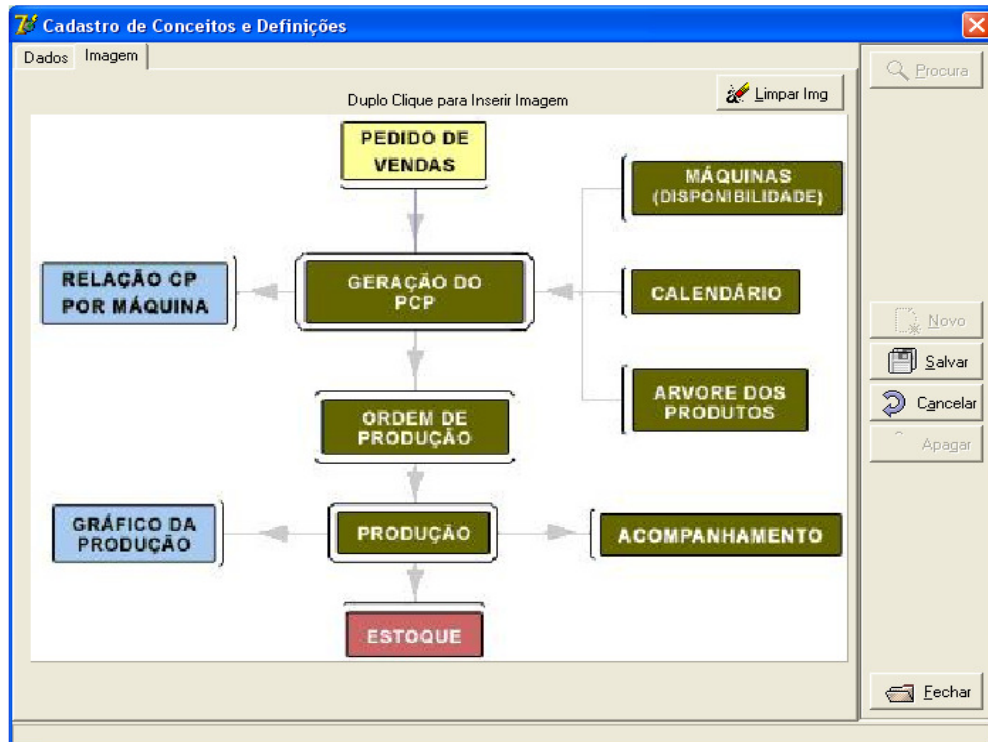 Cadastro de Conceitos e Definições
Dados Imagem
Procura
Duplo Clique para Inserir Imagem
Limpar Img
PEDIDO DE
VENDAS
MÁQUINAS
(DISPONIBILIDADE)
RELAÇÃO CP
POR MÁQUINA
GERAÇÃO DO
PCP
CALENDÁRIO
Novo
Salvar
Cancelar
Apagar
ORDEM DE
PRODUÇÃO
ARVORE DOS
PRODUTOS
GRÁFICO DA
PRODUÇÃO
PRODUÇÃO
ACOMPANHAMENTO
ESTOQUE
Fechar